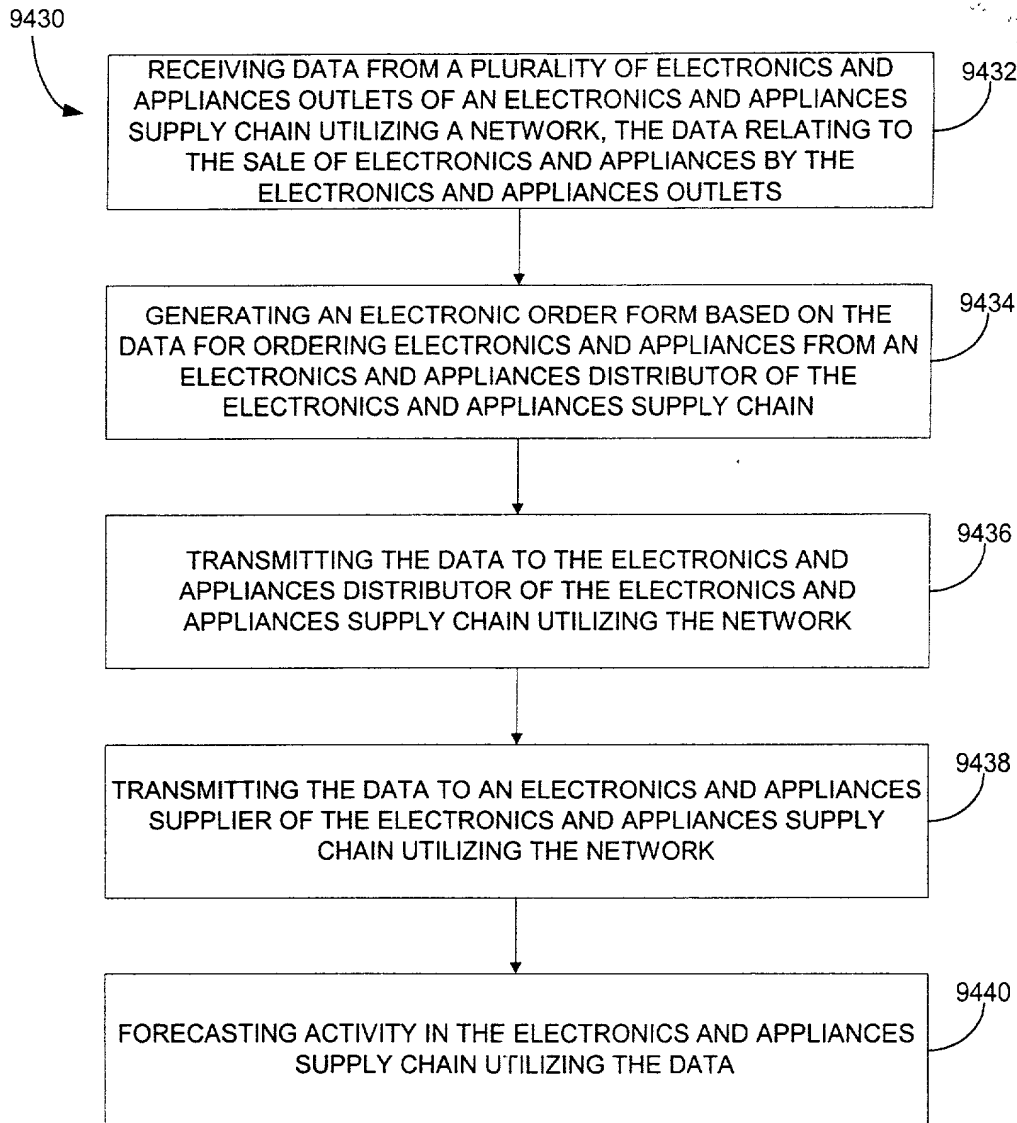 9430
RECEIVING DATA FROM A PLURALITY OF ELECTRONICS AND
APPLIANCES OUTLETS OF AN ELECTRONICS AND APPLIANCES
SUPPLY CHAIN UTILIZING A NETWORK, THE DATA RELATING TO
THE SALE OF ELECTRONICS AND APPLIANCES BY THE
ELECTRONICS AND APPLIANCES OUTLETS
9432
GENERATING AN ELECTRONIC ORDER FORM BASED ON THE
DATA FOR ORDERING ELECTRONICS AND APPLIANCES FROM AN
ELECTRONICS AND APPLIANCES DISTRIBUTOR OF THE
ELECTRONICS AND APPLIANCES SUPPLY CHAIN
9434
TRANSMITTING THE DATA TO THE ELECTRONICS AND
APPLIANCES DISTRIBUTOR OF THE ELECTRONICS AND
APPLIANCES SUPPLY CHAIN UTILIZING THE NETWORK
9436
TRANSMITTING THE DATA TO AN ELECTRONICS AND APPLIANCES
SUPPLIER OF THE ELECTRONICS AND APPLIANCES SUPPLY
CHAIN UTILIZING THE NETWORK
9438
FORECASTING ACTIVITY IN THE ELECTRONICS AND APPLIANCES
SUPPLY CHAIN UTILIZING THE DATA
9440